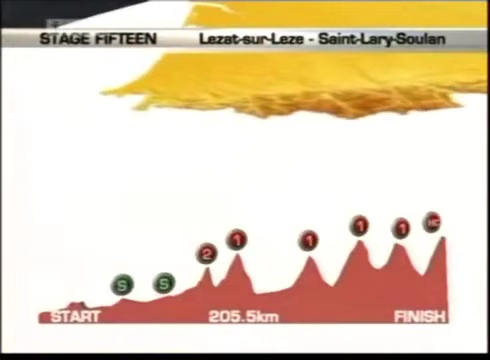 STAGE FIFTEEN Lezat-sur-Leze - Saint-Lary-Soulan
HC
2 1 1 1 1
S S
START 205.5km FINISH